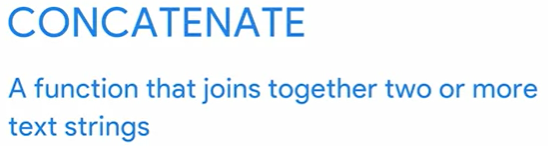 CONCATENATE
A function that joins together two or more
text strings